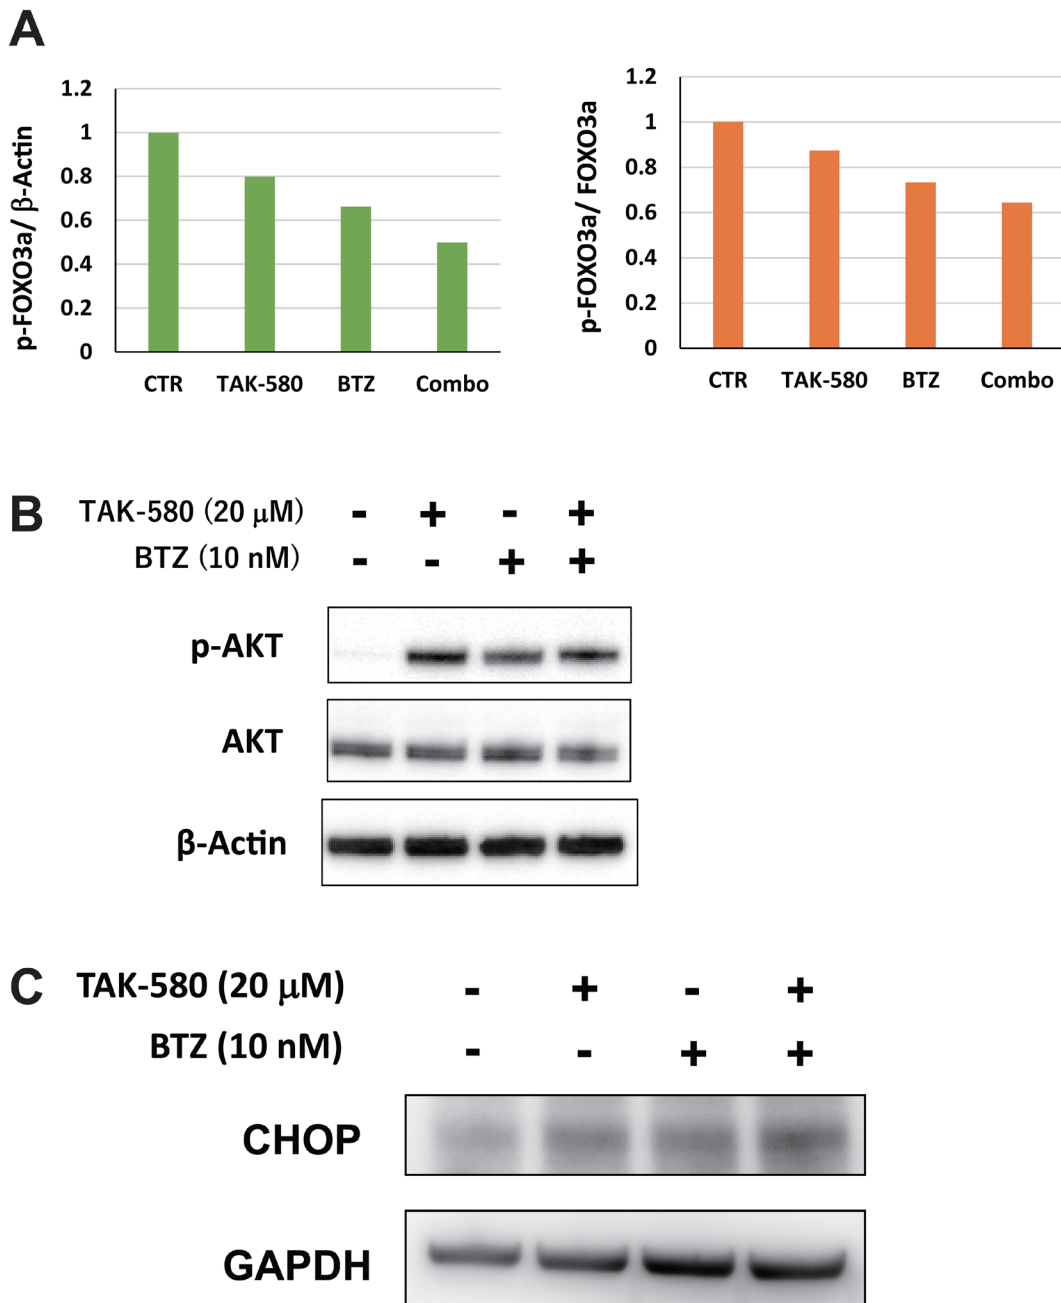 A
p-FOXO3a/ β-Actin
1.2
1
0.8
0.6
0.4
0.2
0
CTR TAK-580 BTZ Combo
p-FOXO3a/ FOXO3a
1.2
1
0.8
0.6
0.4
0.2
0
CTR TAK-580 BTZ Combo
B
TAK-580 (20 μM) - + - +
BTZ (10 nM) - - + +
p-AKT
AKT
β-Actin
C
TAK-580 (20 μM) - + - +
BTZ (10 nM) - - + +
CHOP
GAPDH